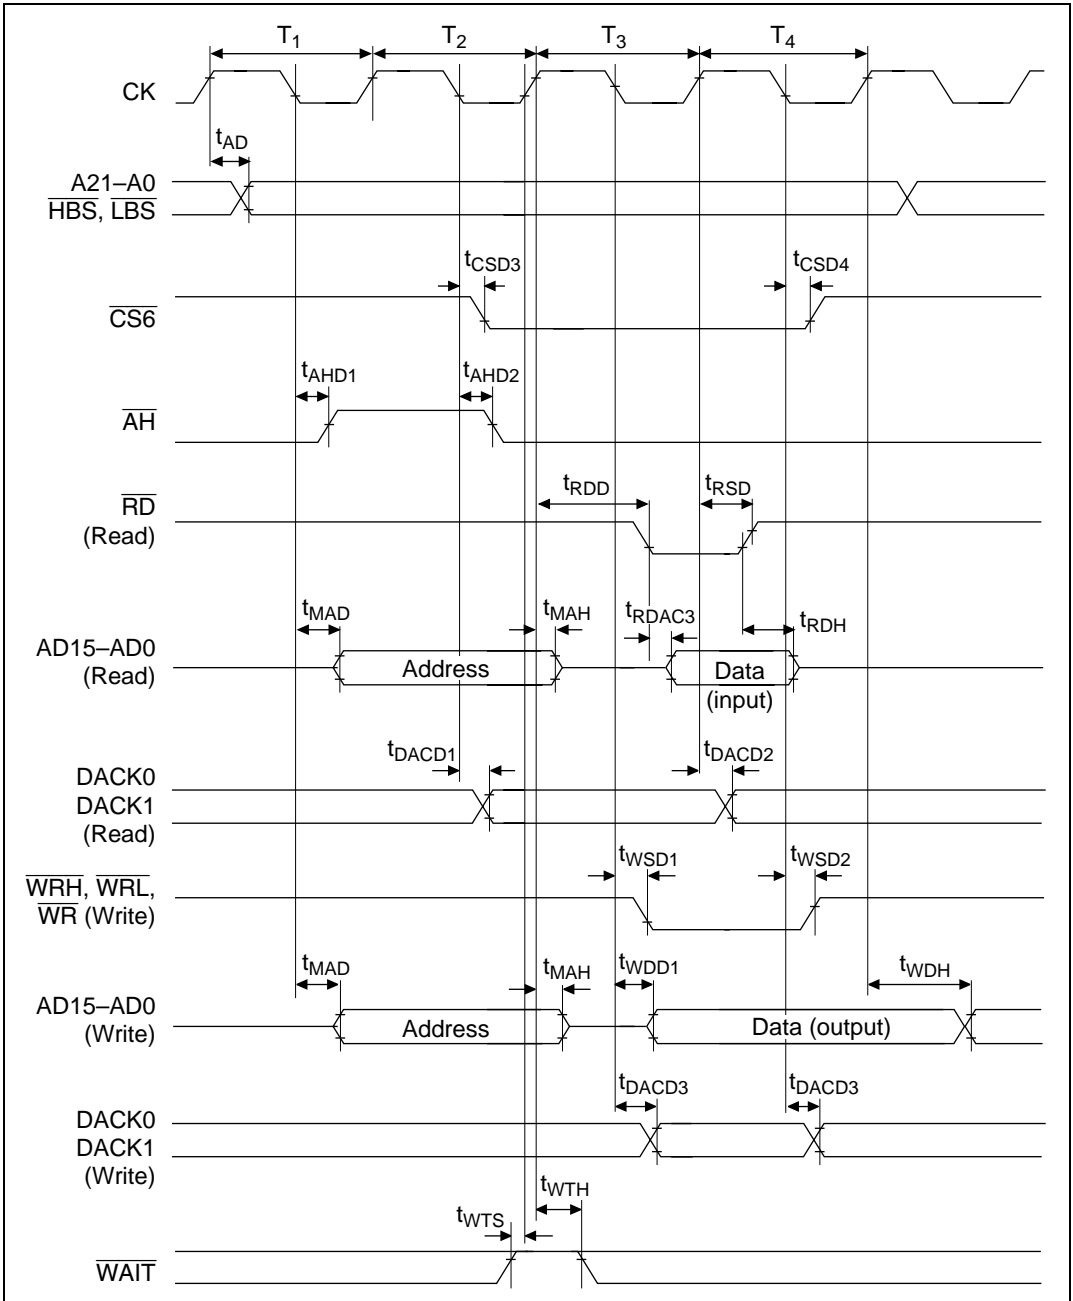 T1 T2 T3 T4
CK
tAD
A21–A0
HBS, LBS
tCSD3 tCSD4
CS6
tAHD1 tAHD2
AH
tRDD tRSD
RD
(Read)
tMAD tMAH tRDAC3 tRDH
AD15–AD0
(Read)
Address Data
(input)
tDACD1 tDACD2
DACK0
DACK1
(Read)
tWSD1 tWSD2
WRH, WRL,
WR (Write)
tMAD tMAH tWDD1 tWDH
AD15–AD0
(Write)
Address Data (output)
tDACD3 tDACD3
DACK0
DACK1
(Write)
tWTH
tWTS
WAIT